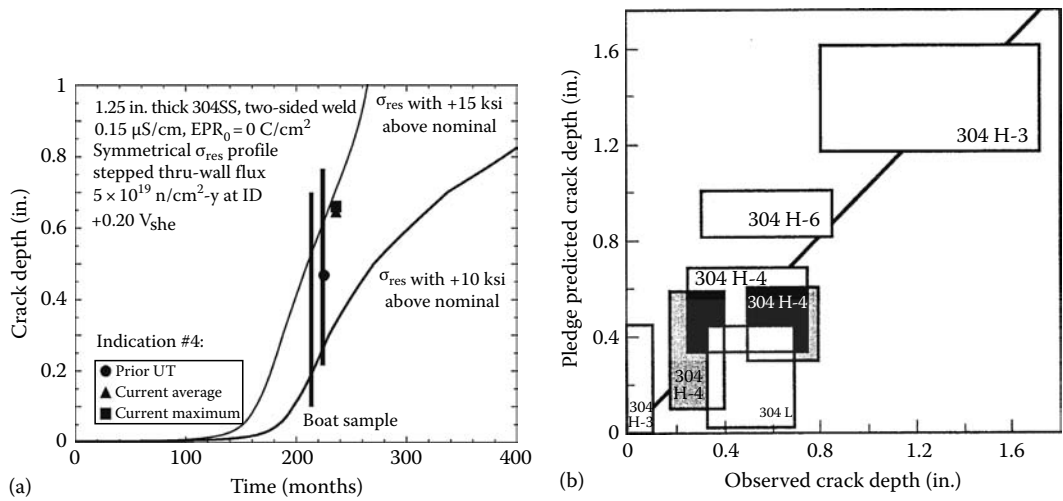 1.25 in. thick 304SS, two-sided weld
0.15 μS/cm, EPR₀ = 0 C/cm²
Symmetrical σres profile
stepped thru-wall flux
5 × 10¹⁹ n/cm²-y at ID
+0.20 Vshe
σres with +15 ksi
above nominal
σres with +10 ksi
above nominal
Indication #4:
Prior UT
Current average
Current maximum
Boat sample
Crack depth (in.)
1
0.8
0.6
0.4
0.2
0
0 100 200 300 400
Time (months)
(a)
Pledge predicted crack depth (in.)
1.6
1.2
0.8
0.4
0
304 H-3
304 H-6
304 H-4
304 H-4
304
H-4
304 L
304
H-3
0 0.4 0.8 1.2 1.6
Observed crack depth (in.)
(b)